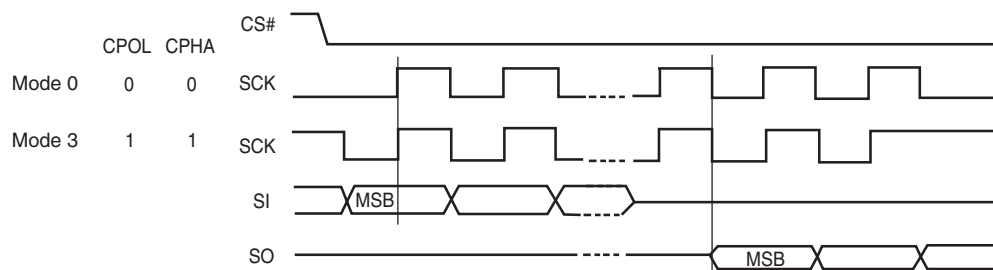 CS#
CPOL CPHA
Mode 0 0 0 SCK
Mode 3 1 1 SCK
SI MSB
SO MSB